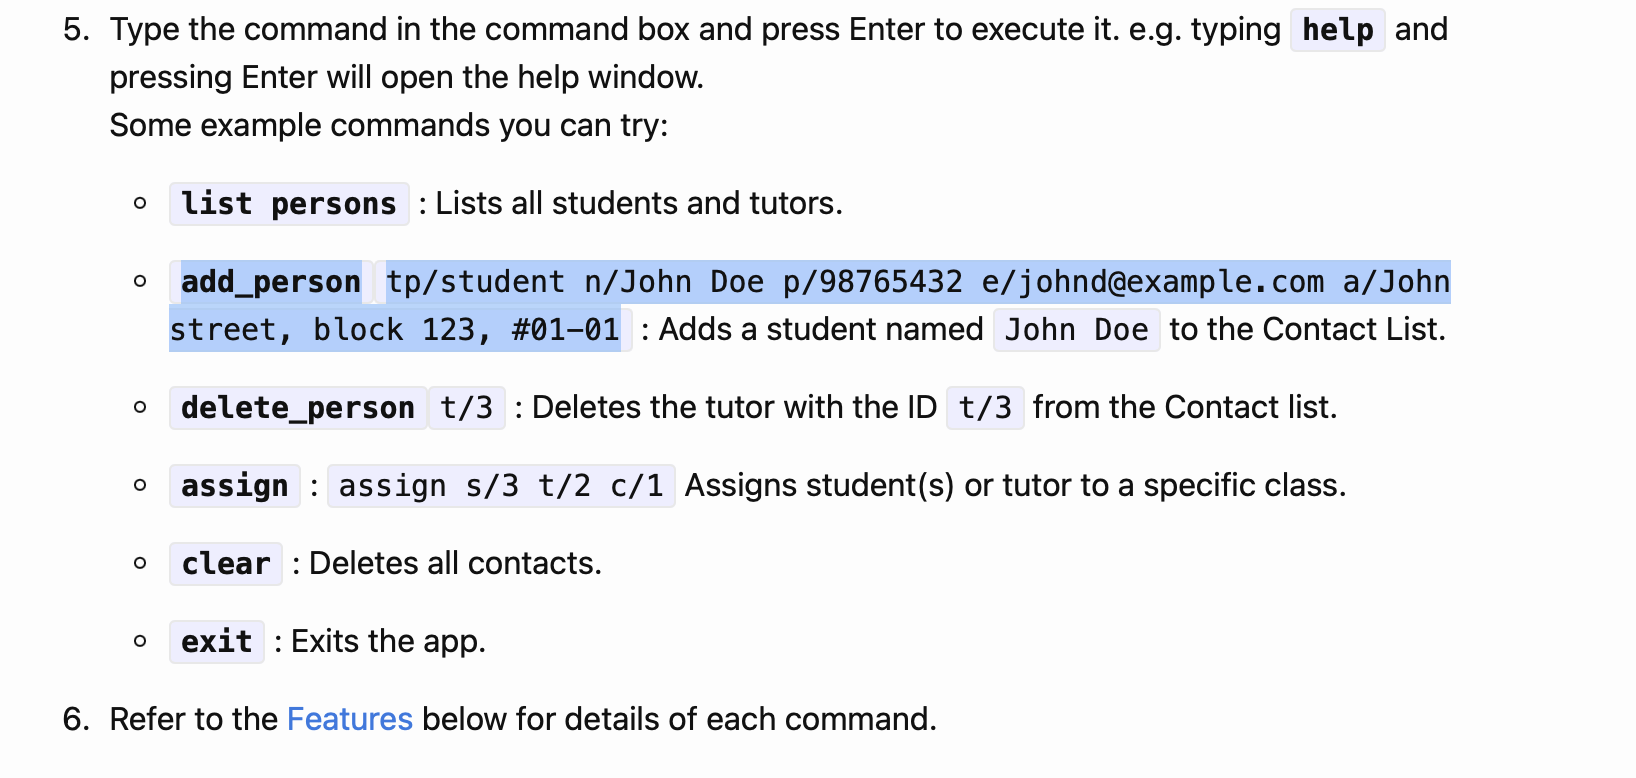 5. Type the command in the command box and press Enter to execute it. e.g. typing help and
pressing Enter will open the help window.
Some example commands you can try:
list persons : Lists all students and tutors.
add_person tp/student n/John Doe p/98765432 e/johnd@example.com a/John
street, block 123, #01-01 : Adds a student named John Doe to the Contact List.
delete_person t/3 : Deletes the tutor with the ID t/3 from the Contact list.
assign : assign s/3 t/2 c/1 Assigns student(s) or tutor to a specific class.
clear : Deletes all contacts.
exit : Exits the app.
6. Refer to the Features below for details of each command.